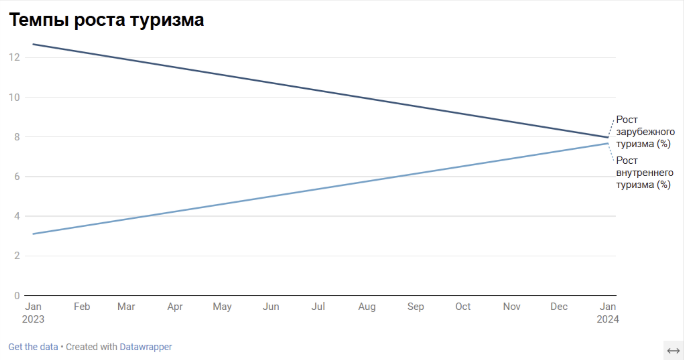 Темпы роста туризма
12
10
8
6
4
2
0
Рост
зарубежного
туризма (%)
Рост
внутреннего
туризма (%)
Jan Feb Mar Apr May Jun Jul Aug Sep Oct Nov Dec Jan
2023 2024
Get the data • Created with Datawrapper